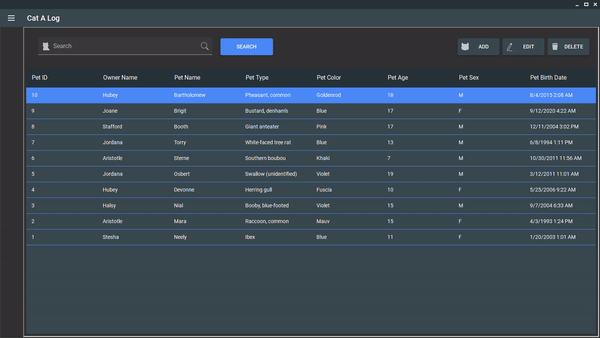 Cat A Log
Search SEARCH ADD EDIT DELETE
Pet ID Owner Name Pet Name Pet Type Pet Color Pet Age Pet Sex Pet Birth Date
10 Hubey Bartholomew Pheasant, common Goldenrod 18 M 8/4/2015 2:08 AM
9 Joane Brigit Bustard, denham's Blue 17 F 9/12/2020 4:22 AM
8 Stafford Booth Giant anteater Pink 17 M 12/11/2004 3:02 PM
7 Jordana Torry White-faced tree rat Blue 13 M 6/8/1994 1:11 PM
6 Aristotle Sterne Southern boubou Khaki 7 M 10/30/2011 11:56 AM
5 Jordana Osbert Swallow (unidentified) Violet 19 M 3/12/2011 11:01 AM
4 Hubey Devonne Herring gull Fuscia 10 F 5/25/2006 9:22 AM
3 Halsy Nial Booby, blue-footed Violet 15 M 9/7/2004 6:33 AM
2 Aristotle Mara Raccoon, common Mauv 15 F 4/3/1993 1:24 PM
1 Stesha Neely Ibex Blue 11 F 1/20/2003 1:01 AM